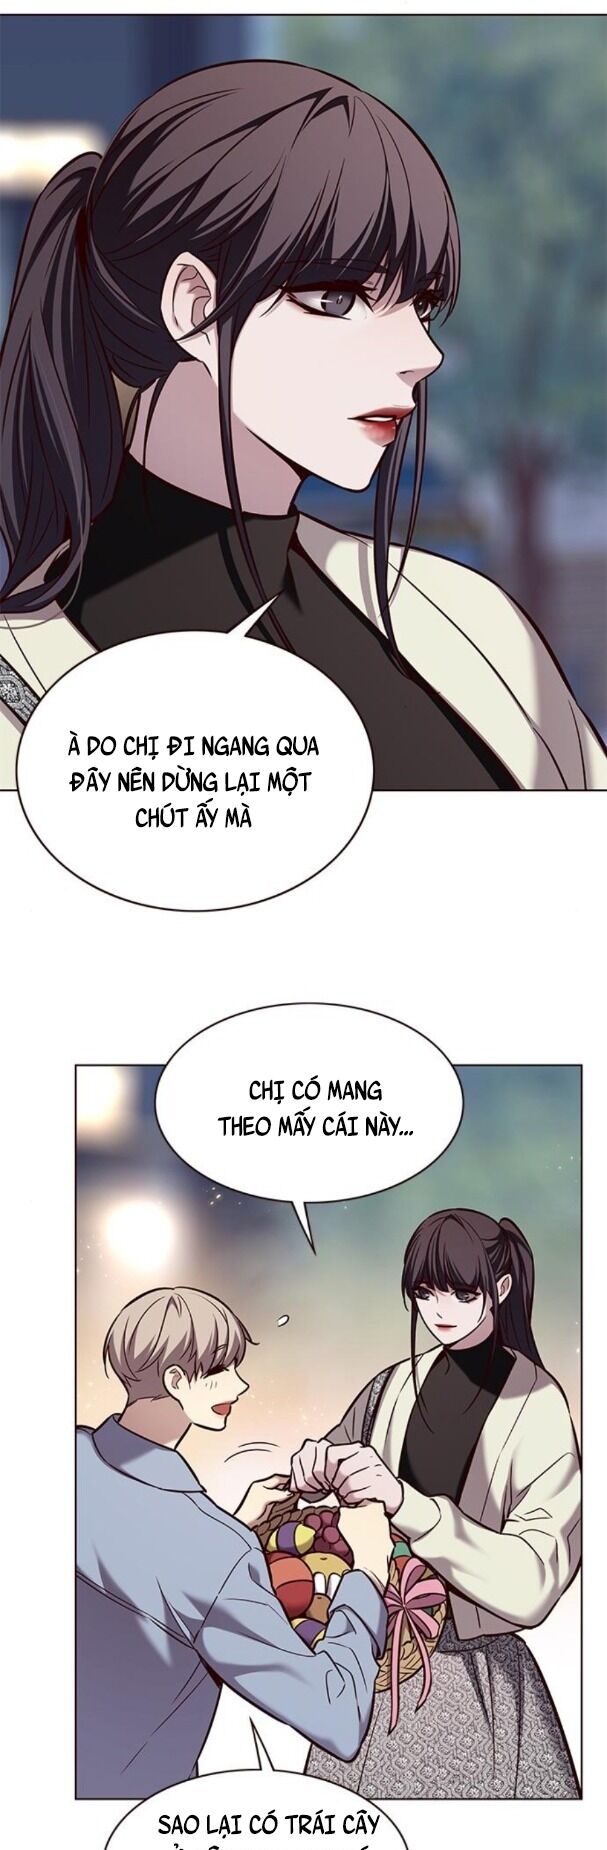 À DO CHỊ ĐI NGANG QUA
ĐÂY NÊN DỪNG LẠI MỘT
CHÚT ẤY MÀ
CHỊ CÓ MANG
THEO MẤY CÁI NÀY...
SAO LẠI CÓ TRÁI CÂY